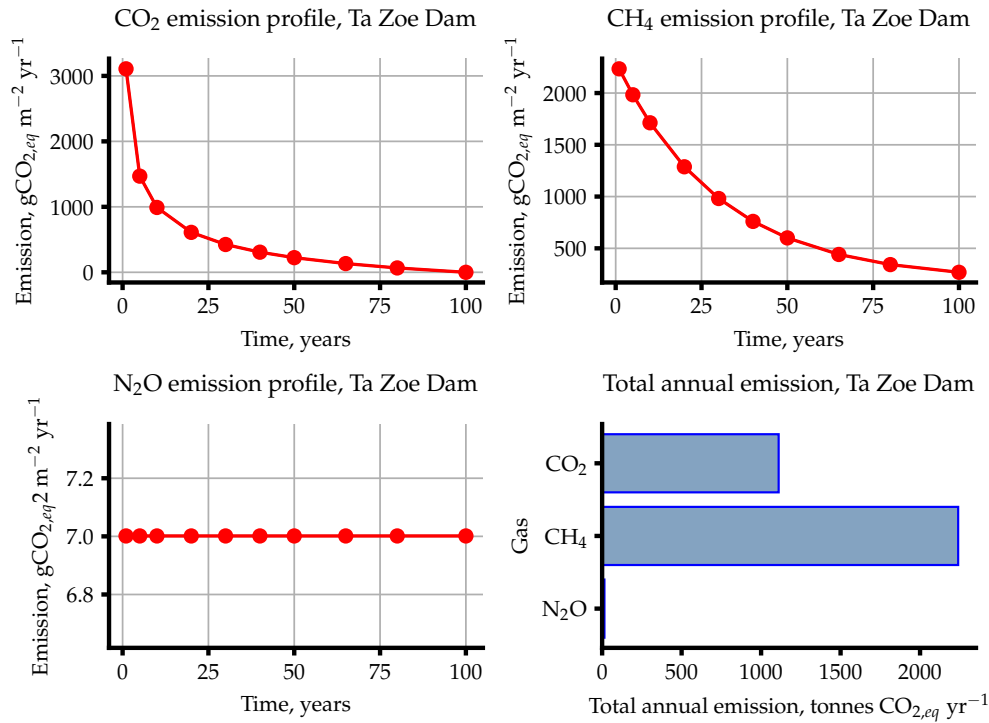 CO₂ emission profile, Ta Zoe Dam
Emission, gCO₂,eq m⁻² yr⁻¹
3000
2000
1000
0
0 25 50 75 100
Time, years
CH₄ emission profile, Ta Zoe Dam
Emission, gCO₂,eq m⁻² yr⁻¹
2000
1500
1000
500
0 25 50 75 100
Time, years
N₂O emission profile, Ta Zoe Dam
Emission, gCO₂,eq2 m⁻² yr⁻¹
7.2
7.0
6.8
0 25 50 75 100
Time, years
Total annual emission, Ta Zoe Dam
Gas
CO₂
CH₄
N₂O
0 500 1000 1500 2000
Total annual emission, tonnes CO₂,eq yr⁻¹